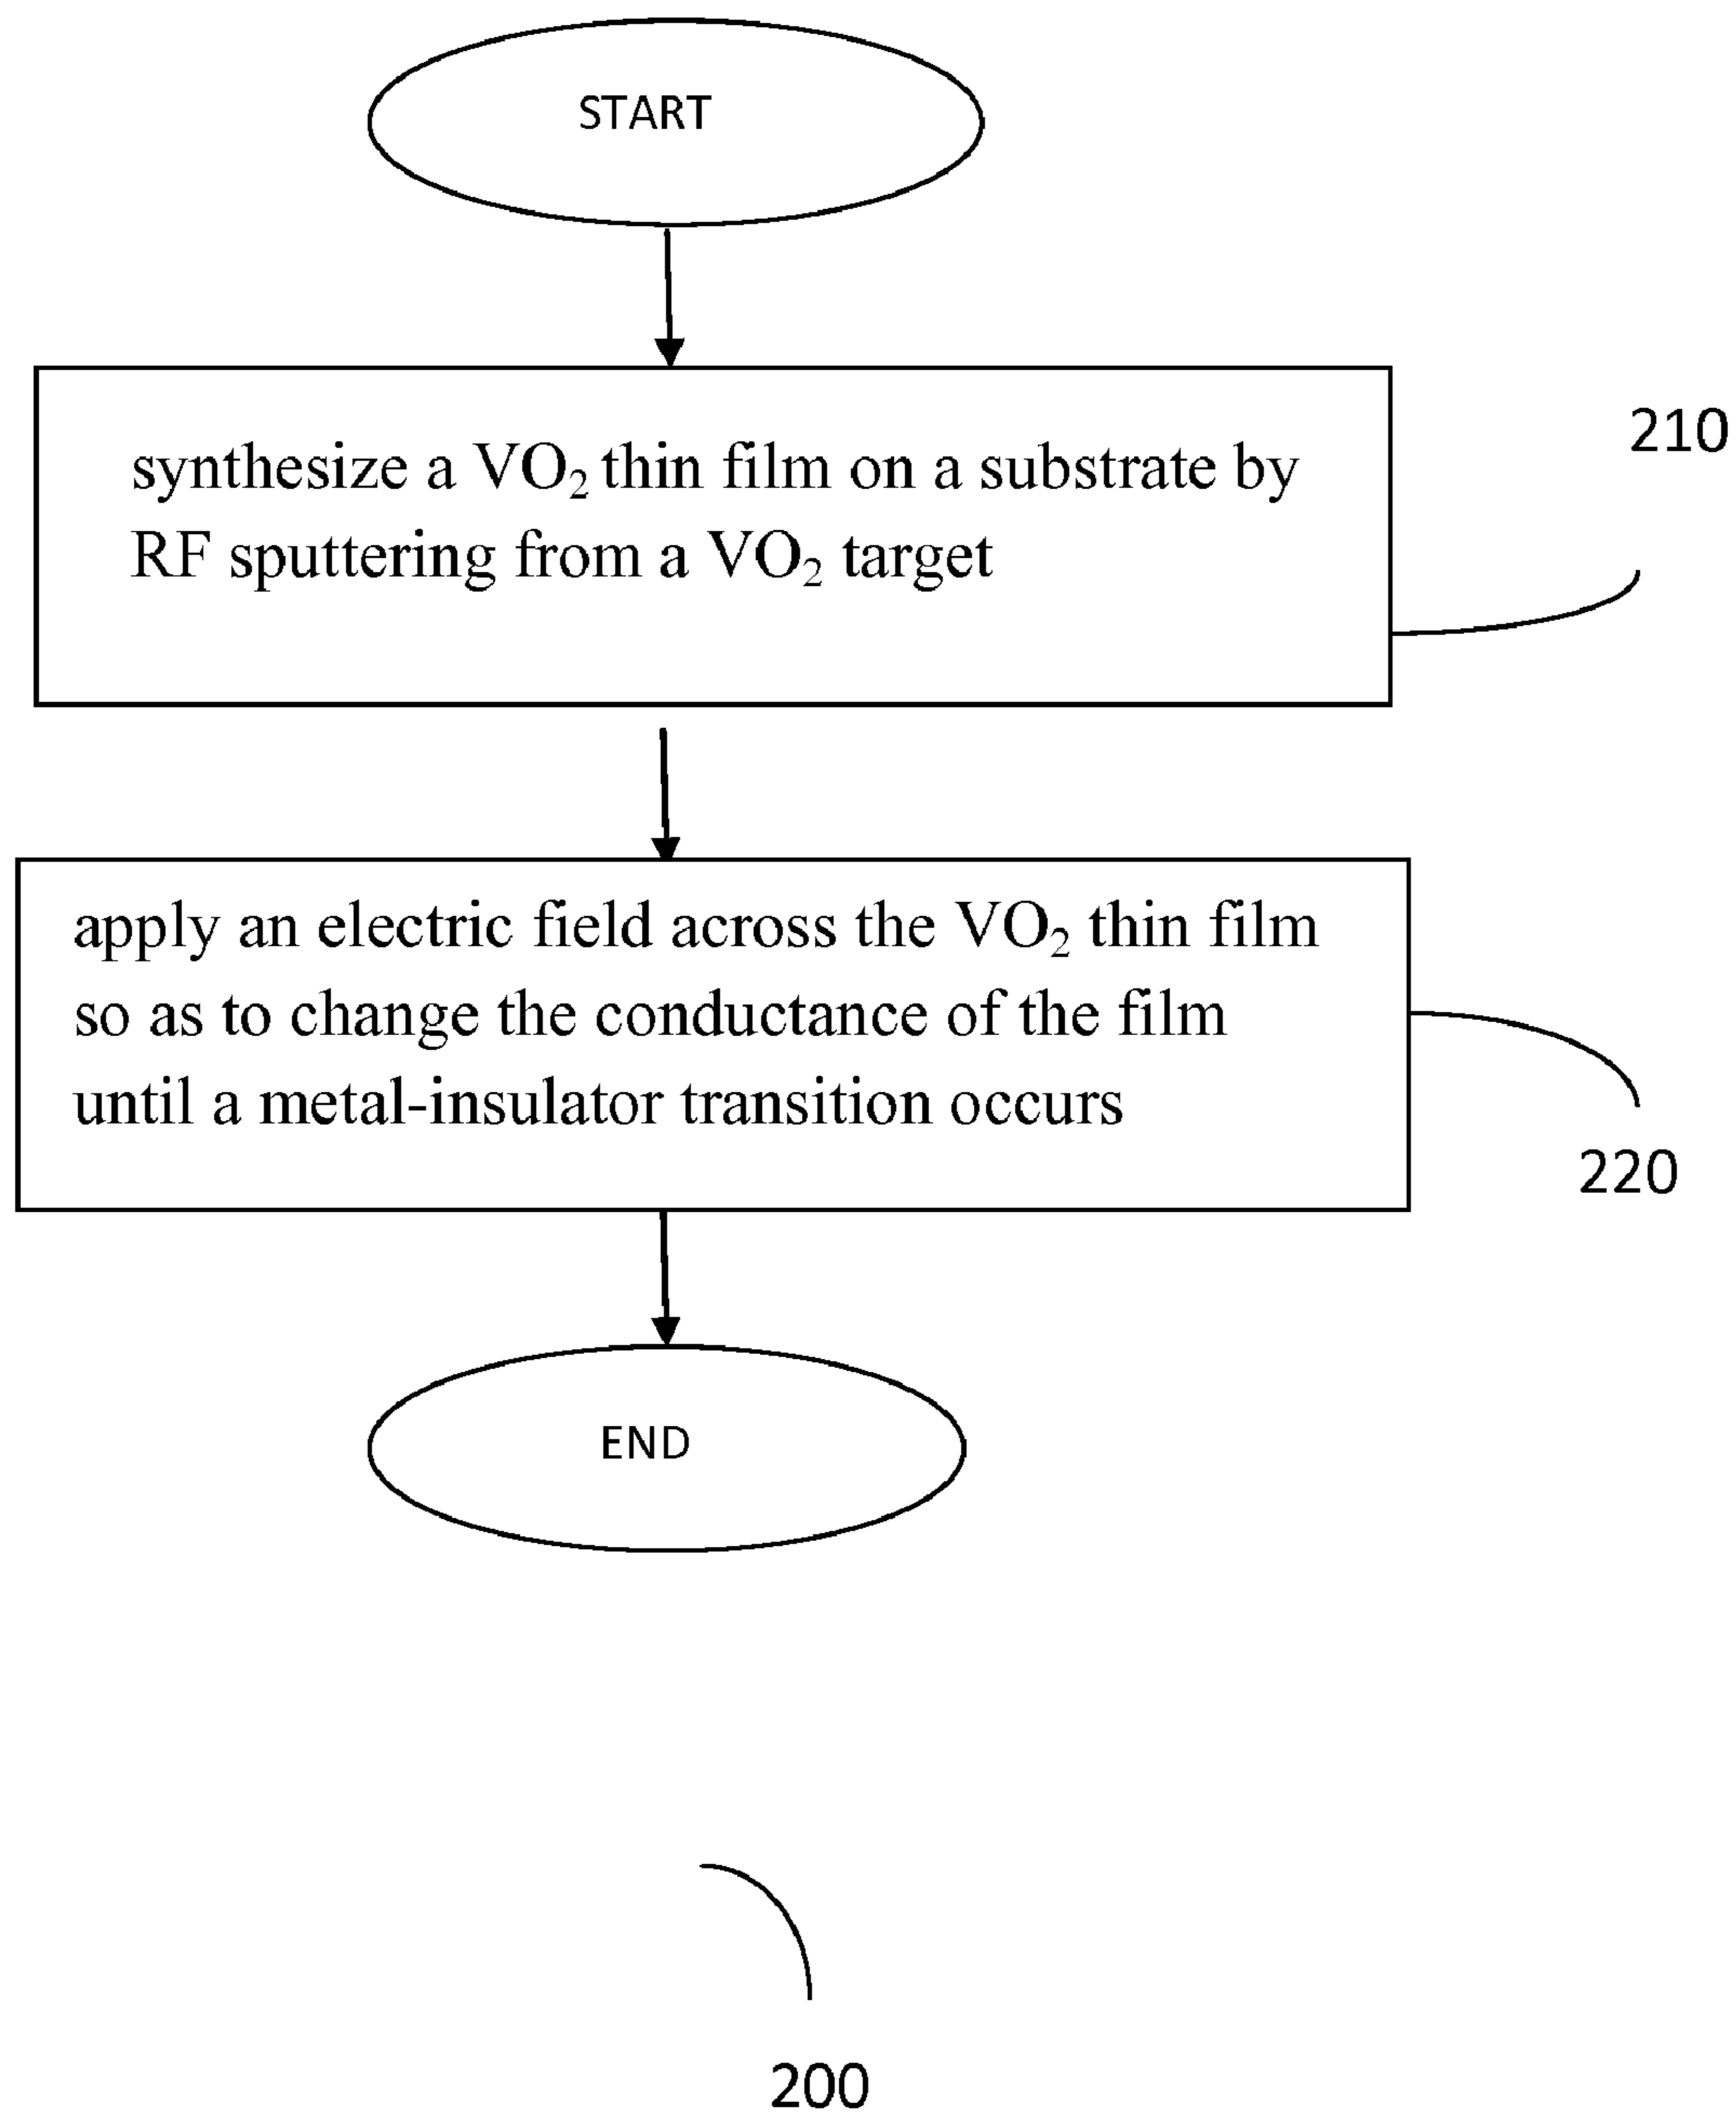 START
synthesize a VO₂ thin film on a substrate by
RF sputtering from a VO₂ target
210
apply an electric field across the VO₂ thin film
so as to change the conductance of the film
until a metal-insulator transition occurs
220
END
200